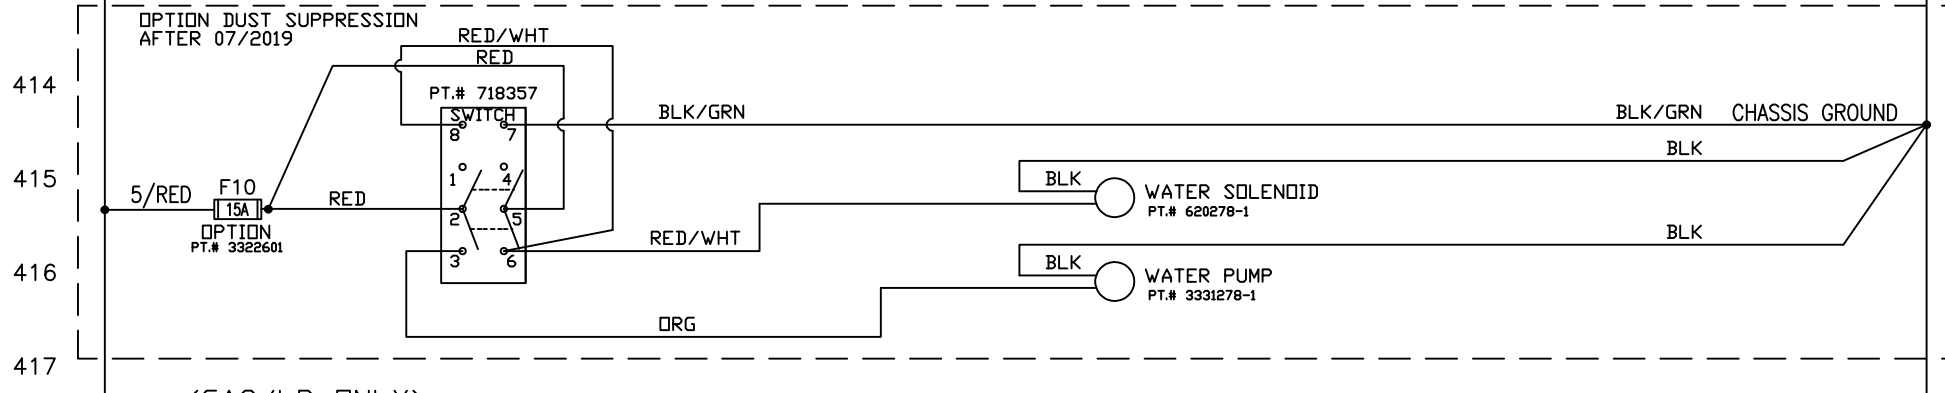 OPTION DUST SUPPRESSION
AFTER 07/2019
RED/WHT
RED
414
PT.# 718357
SWITCH
8
7
BLK/GRN
BLK/GRN
CHASSIS GROUND
BLK
415
1
4
5/RED
F10
15A
RED
2
5
OPTION
PT.# 3322601
BLK
WATER SOLENOID
PT.# 620278-1
RED/WHT
BLK
416
3
6
BLK
WATER PUMP
PT.# 3331278-1
ORG
417